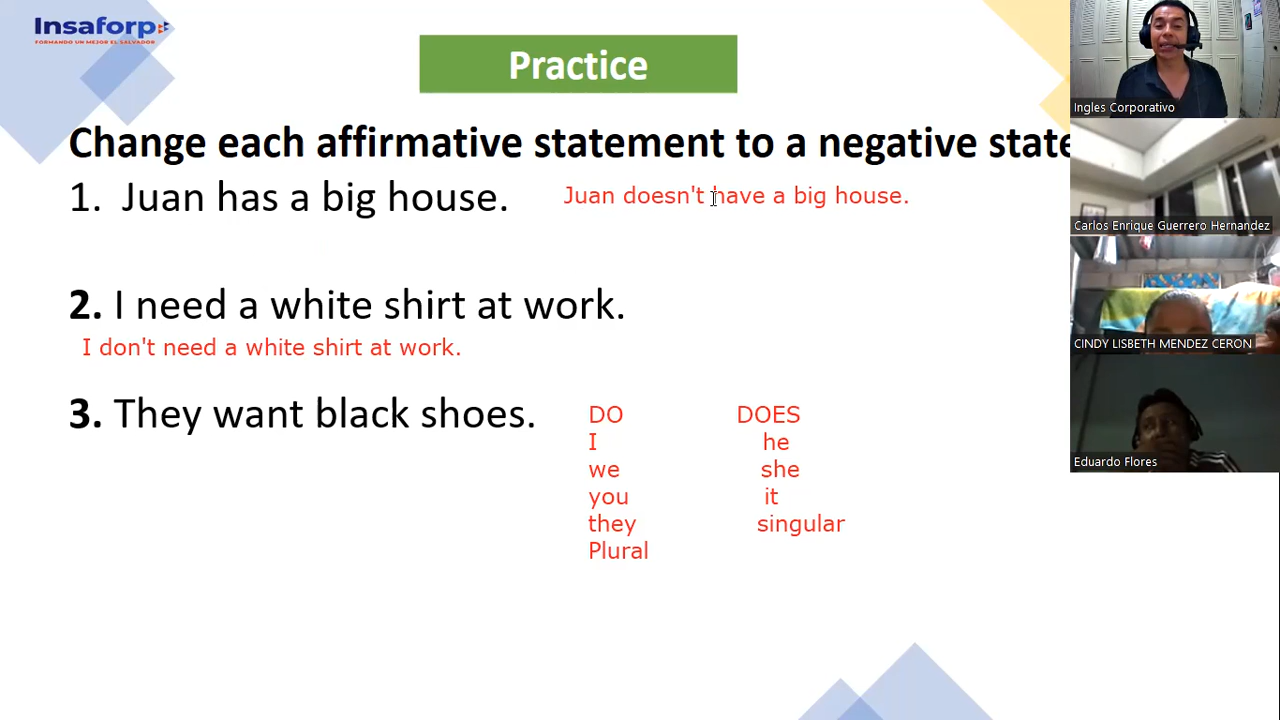 Insaforp
FORMANDO UN MEJOR EL SALVADOR
Practice
Change each affirmative statement to a negative state
1. Juan has a big house.
Juan doesn't have a big house.
2. I need a white shirt at work.
I don't need a white shirt at work.
3. They want black shoes.
DO DOES
I he
we she
you it
they singular
Plural
Ingles Corporativo
Carlos Enrique Guerrero Hernandez
CINDY LISBETH MENDEZ CERON
Eduardo Flores